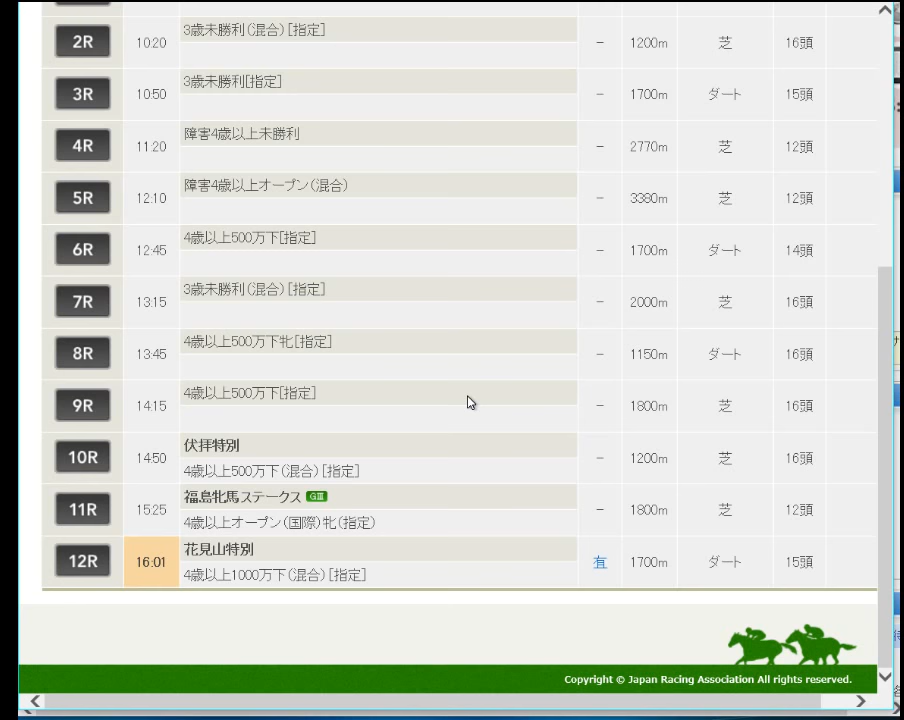 2R 10:20 3歳未勝利(混合)[指定] － 1200m 芝 16頭
3R 10:50 3歳未勝利[指定] － 1700m ダート 15頭
4R 11:20 障害4歳以上未勝利 － 2770m 芝 12頭
5R 12:10 障害4歳以上オープン(混合) － 3380m 芝 12頭
6R 12:45 4歳以上500万下[指定] － 1700m ダート 14頭
7R 13:15 3歳未勝利(混合)[指定] － 2000m 芝 16頭
8R 13:45 4歳以上500万下牝[指定] － 1150m ダート 16頭
9R 14:15 4歳以上500万下[指定] － 1800m 芝 16頭
10R 14:50 伏拝特別 － 1200m 芝 16頭
4歳以上500万下(混合)[指定]
11R 15:25 福島牝馬ステークス GIII － 1800m 芝 12頭
4歳以上オープン(国際)牝(指定)
12R 16:01 花見山特別 有 1700m ダート 15頭
4歳以上1000万下(混合)[指定]
Copyright © Japan Racing Association All rights reserved.